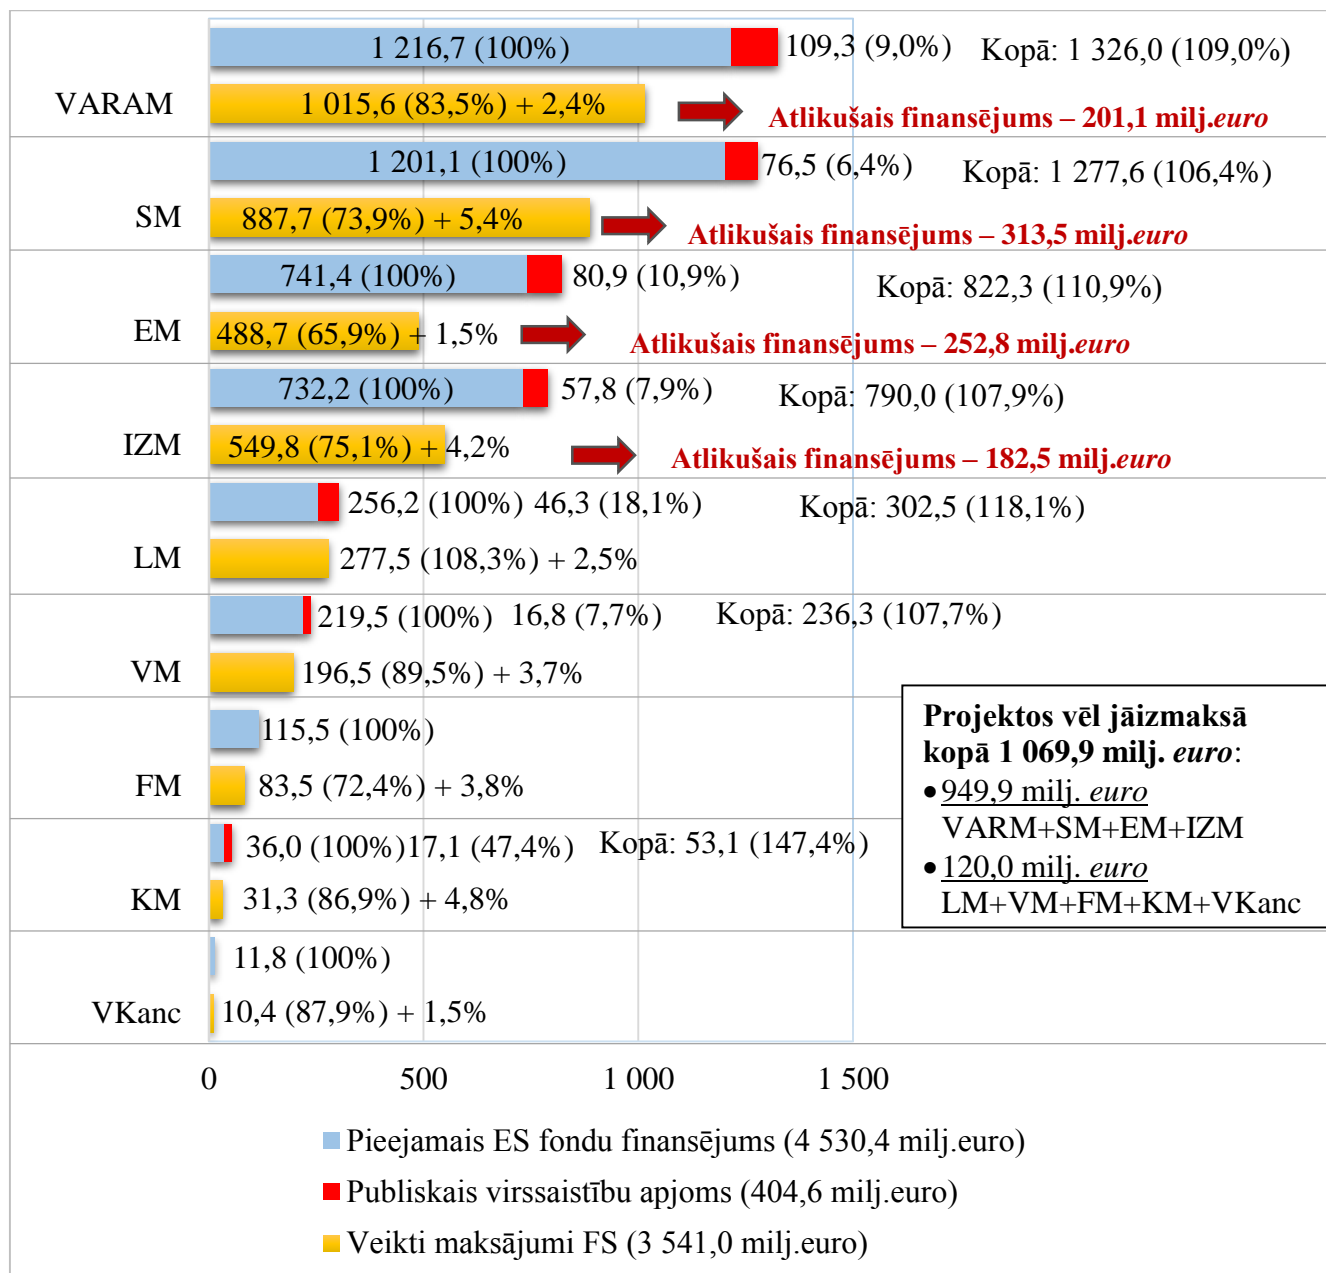 1 216,7 (100%) 109,3 (9,0%) Kopā: 1 326,0 (109,0%)
VARAM 1 015,6 (83,5%) + 2,4% Atlikušais finansējums – 201,1 milj.euro
1 201,1 (100%) 76,5 (6,4%) Kopā: 1 277,6 (106,4%)
SM 887,7 (73,9%) + 5,4% Atlikušais finansējums – 313,5 milj.euro
741,4 (100%) 80,9 (10,9%) Kopā: 822,3 (110,9%)
EM 488,7 (65,9%) + 1,5% Atlikušais finansējums – 252,8 milj.euro
732,2 (100%) 57,8 (7,9%) Kopā: 790,0 (107,9%)
IZM 549,8 (75,1%) + 4,2% Atlikušais finansējums – 182,5 milj.euro
256,2 (100%) 46,3 (18,1%) Kopā: 302,5 (118,1%)
LM 277,5 (108,3%) + 2,5%
219,5 (100%) 16,8 (7,7%) Kopā: 236,3 (107,7%)
VM 196,5 (89,5%) + 3,7%
115,5 (100%)
FM 83,5 (72,4%) + 3,8%
36,0 (100%) 17,1 (47,4%) Kopā: 53,1 (147,4%)
KM 31,3 (86,9%) + 4,8%
11,8 (100%)
VKanc 10,4 (87,9%) + 1,5%
Projektos vēl jāizmaksā
kopā 1 069,9 milj. euro:
• 949,9 milj. euro
VARM+SM+EM+IZM
• 120,0 milj. euro
LM+VM+FM+KM+VKanc
0 500 1 000 1 500
Pieejamais ES fondu finansējums (4 530,4 milj.euro)
Publiskais virssaistību apjoms (404,6 milj.euro)
Veikti maksājumi FS (3 541,0 milj.euro)